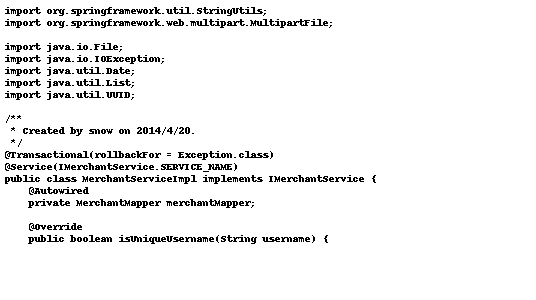 import org.springframework.util.StringUtils;
import org.springframework.web.multipart.MultipartFile;

import java.io.File;
import java.io.IOException;
import java.util.Date;
import java.util.List;
import java.util.UUID;

/**
 * Created by snow on 2014/4/20.
 */
@Transactional(rollbackFor = Exception.class)
@Service(IMerchantService.SERVICE_NAME)
public class MerchantServiceImpl implements IMerchantService {
    @Autowired
    private MerchantMapper merchantMapper;

    @Override
    public boolean isUniqueUsername(String username) {